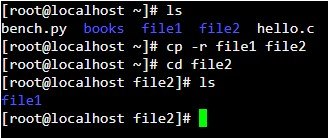 [root@localhost ~]# ls
bench.py books file1 file2 hello.c
[root@localhost ~]# cp -r file1 file2
[root@localhost ~]# cd file2
[root@localhost file2]# ls
file1
[root@localhost file2]#